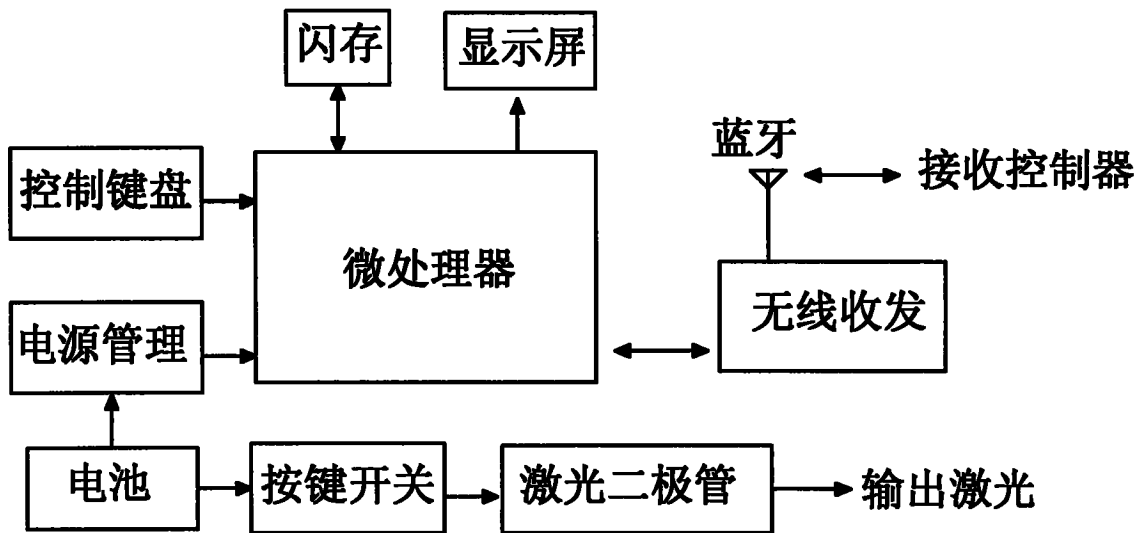 闪存
显示屏
蓝牙
接收控制器
控制键盘
微处理器
无线收发
电源管理
电池
按键开关
激光二极管
输出激光